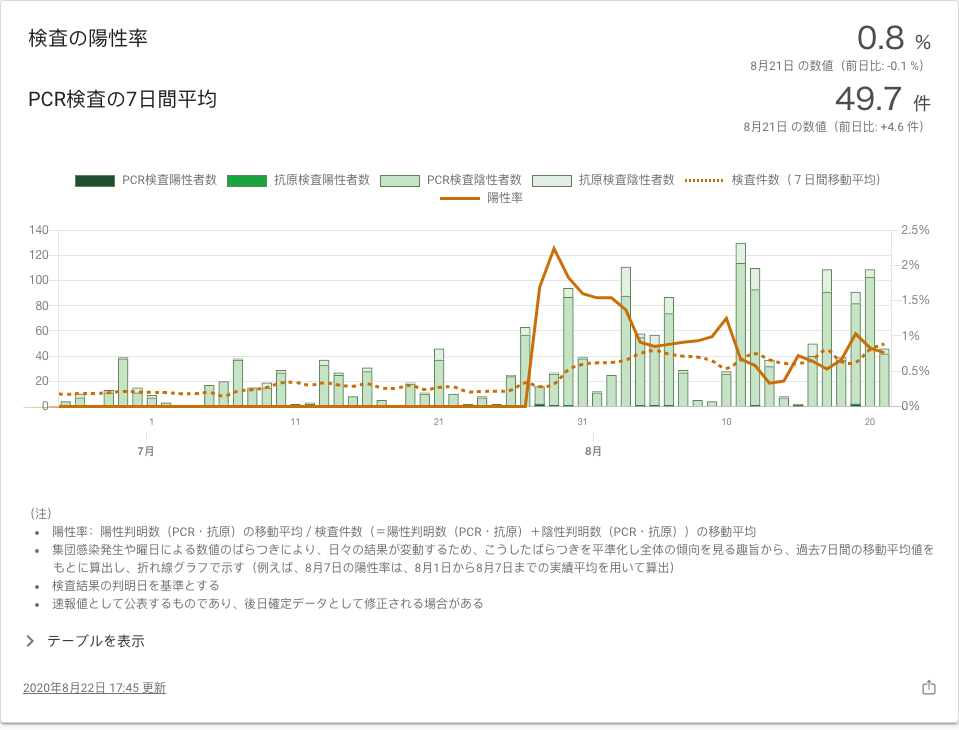 検査の陽性率
0.8 %
8月21日 の数値（前日比: -0.1 %）
PCR検査の7日間平均
49.7 件
8月21日 の数値（前日比: +4.6 件）
PCR検査陽性者数 抗原検査陽性者数 PCR検査陰性者数 抗原検査陰性者数 検査件数（７日間移動平均）
陽性率
140 2.5%
120 2%
100 1.5%
80
60 1%
40 0.5%
20
0 0%
1 11 21 31 10 20
7月 8月
（注）
• 陽性率：陽性判明数（PCR・抗原）の移動平均 / 検査件数（＝陽性判明数（PCR・抗原）＋陰性判明数（PCR・抗原））の移動平均
• 集団感染発生や曜日による数値のばらつきにより、日々の結果が変動するため、こうしたばらつきを平準化し全体の傾向を見る趣旨から、過去7日間の移動平均値を
もとに算出し、折れ線グラフで示す（例えば、8月7日の陽性率は、8月1日から8月7日までの実績平均を用いて算出）
• 検査結果の判明日を基準とする
• 速報値として公表するものであり、後日確定データとして修正される場合がある
テーブルを表示
2020年8月22日 17:45 更新